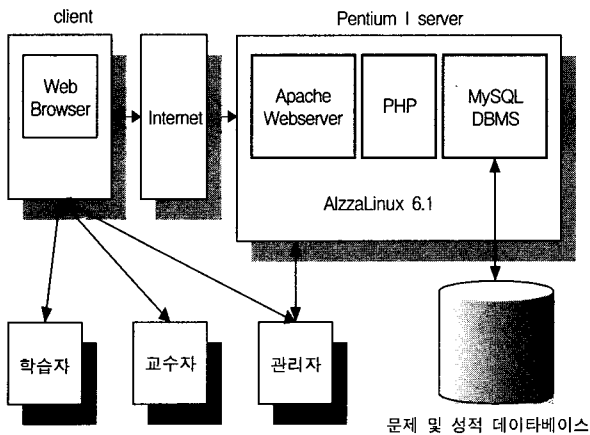 client
Pentium I server
Web
Browser
Internet
Apache
Webserver
PHP
MySQL
DBMS
AlzzaLinux 6.1
학습자
교수자
관리자
문제 및 성적 데이타베이스